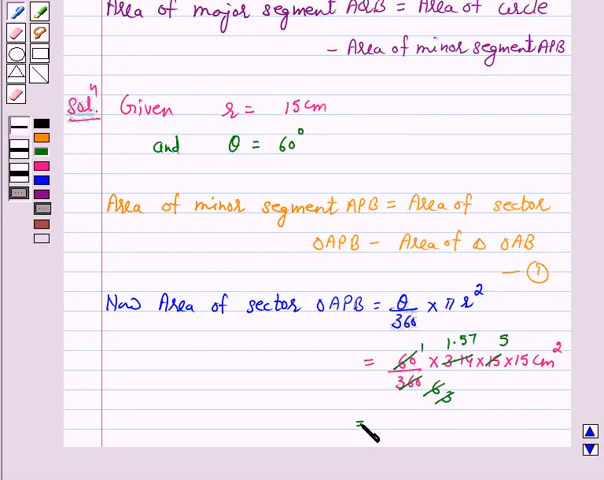 Area of major segment AQB = Area of circle
- Area of minor segment APB
Solⁿ. Given r = 15cm
and θ = 60°
Area of minor segment APB = Area of sector
OAPB - Area of Δ OAB
— ①
Now Area of sector OAPB = θ/360 × π r²
= 60/360 × 3.14 × 15 × 15 cm²
1 1.57 5
6 3
=